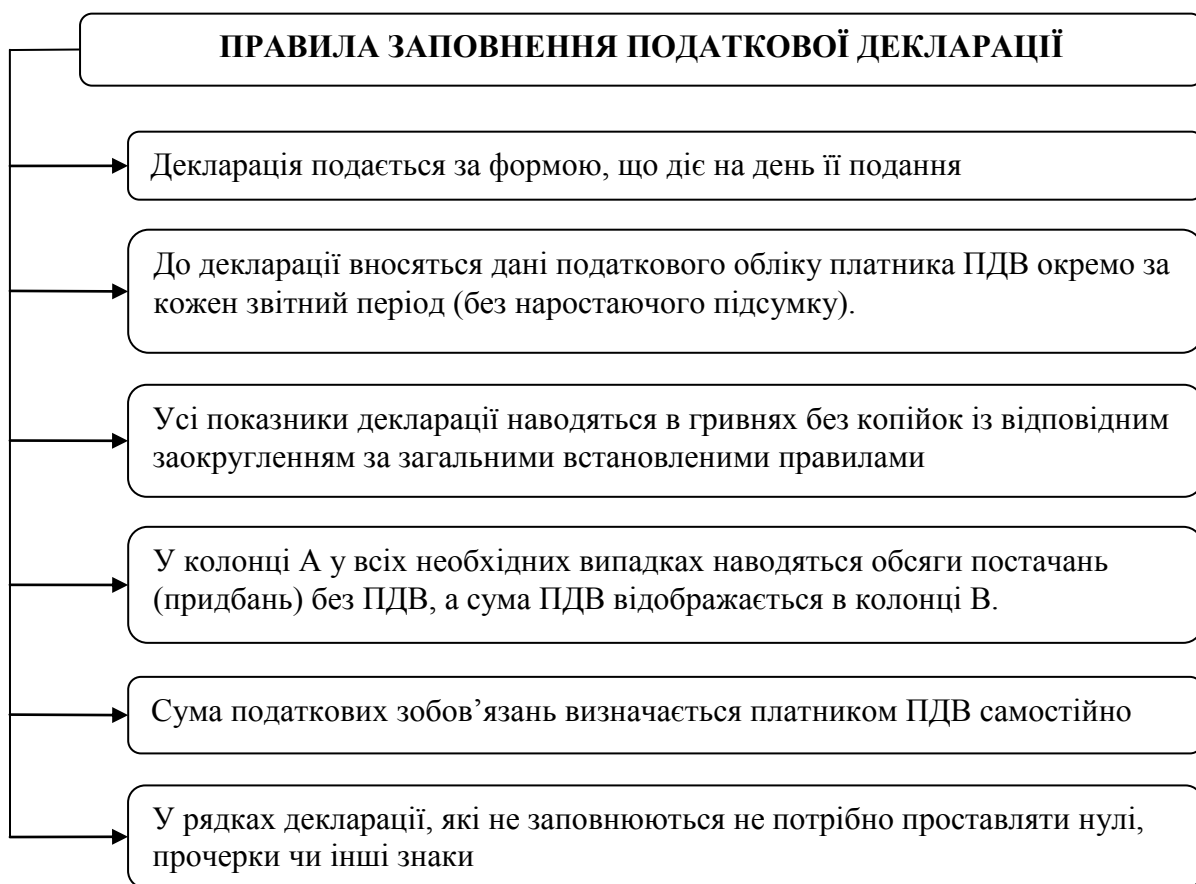 ПРАВИЛА ЗАПОВНЕННЯ ПОДАТКОВОЇ ДЕКЛАРАЦІЇ
Декларація подається за формою, що діє на день її подання
До декларації вносяться дані податкового обліку платника ПДВ окремо за
кожен звітний період (без наростаючого підсумку).
Усі показники декларації наводяться в гривнях без копійок із відповідним
заокругленням за загальними встановленими правилами
У колонці А у всіх необхідних випадках наводяться обсяги постачань
(придбань) без ПДВ, а сума ПДВ відображається в колонці В.
Сума податкових зобов’язань визначається платником ПДВ самостійно
У рядках декларації, які не заповнюються не потрібно проставляти нулі,
прочерки чи інші знаки